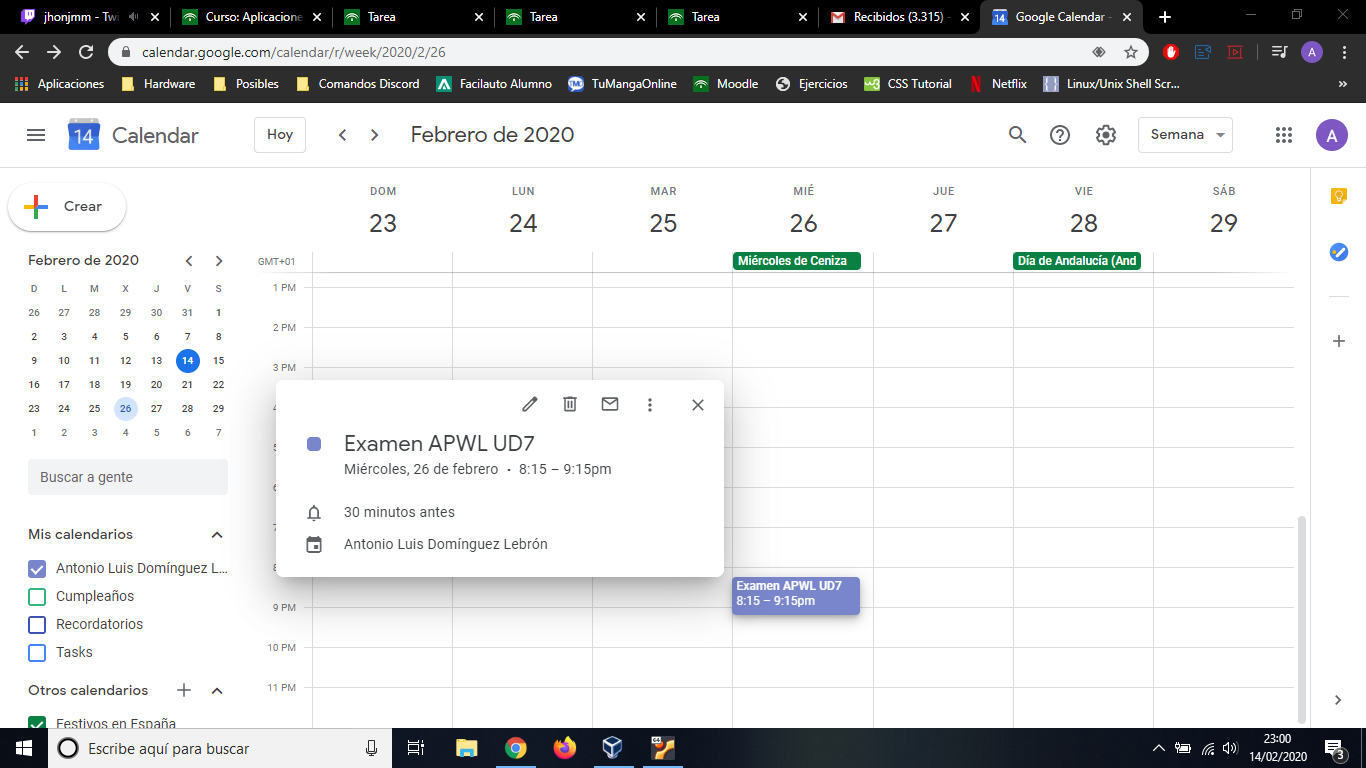 jhonjmm - Twi
Curso: Aplicacione
Tarea
Tarea
Tarea
Recibidos (3.315) -
Google Calendar -
calendar.google.com/calendar/r/week/2020/2/26
A
Aplicaciones
Hardware
Posibles
Comandos Discord
Facilauto Alumno
TuMangaOnline
Moodle
Ejercicios
CSS Tutorial
Netflix
Linux/Unix Shell Scr...
14
Calendar
Hoy
Febrero de 2020
Semana
A
Crear
DOM
LUN
MAR
MIÉ
JUE
VIE
SÁB
23
24
25
26
27
28
29
Febrero de 2020
GMT+01
Miércoles de Ceniza
Día de Andalucía (And
D L M X J V S
26 27 28 29 30 31 1
2 3 4 5 6 7 8
9 10 11 12 13 14 15
16 17 18 19 20 21 22
23 24 25 26 27 28 29
1 2 3 4 5 6 7
1 PM
2 PM
3 PM
9 PM
10 PM
11 PM
Examen APWL UD7
Miércoles, 26 de febrero · 8:15 – 9:15pm
30 minutos antes
Antonio Luis Domínguez Lebrón
Examen APWL UD7
8:15 – 9:15pm
Buscar a gente
Mis calendarios
Antonio Luis Domínguez L...
Cumpleaños
Recordatorios
Tasks
Otros calendarios
Festivos en España
Escribe aquí para buscar
23:00
14/02/2020
3